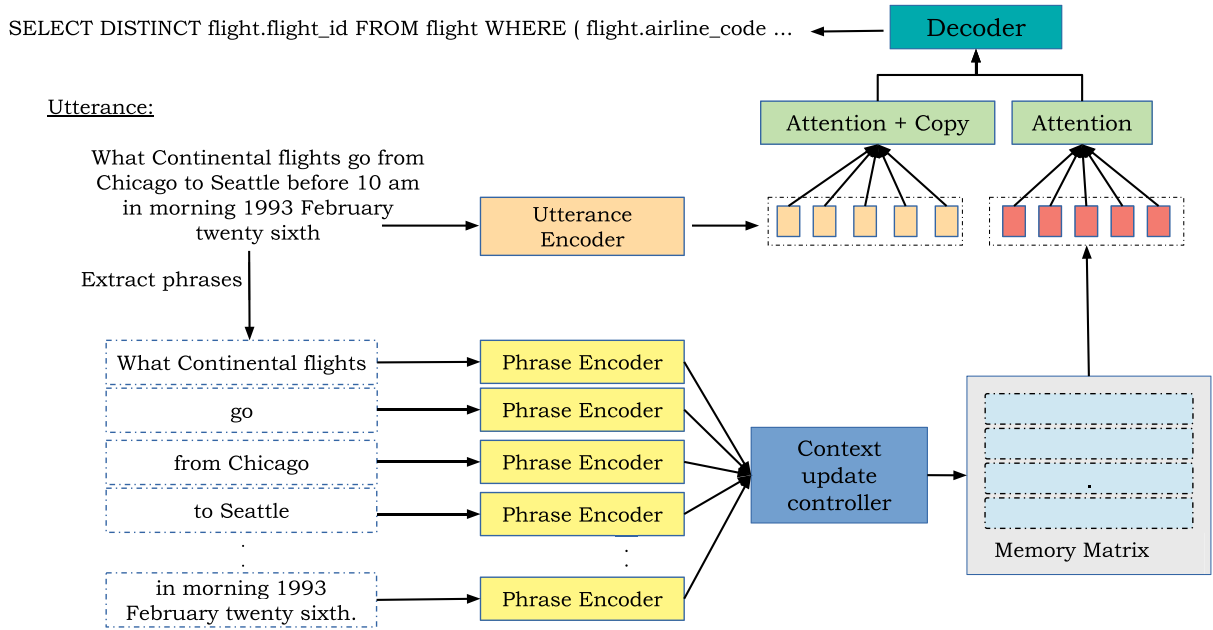 SELECT DISTINCT flight.flight_id FROM flight WHERE ( flight.airline_code ...
Decoder
Utterance:
Attention + Copy
Attention
What Continental flights go from
Chicago to Seattle before 10 am
in morning 1993 February
twenty sixth
Utterance
Encoder
Extract phrases
What Continental flights
Phrase Encoder
go
Phrase Encoder
from Chicago
Phrase Encoder
to Seattle
Phrase Encoder
in morning 1993
February twenty sixth.
Phrase Encoder
Context
update
controller
Memory Matrix